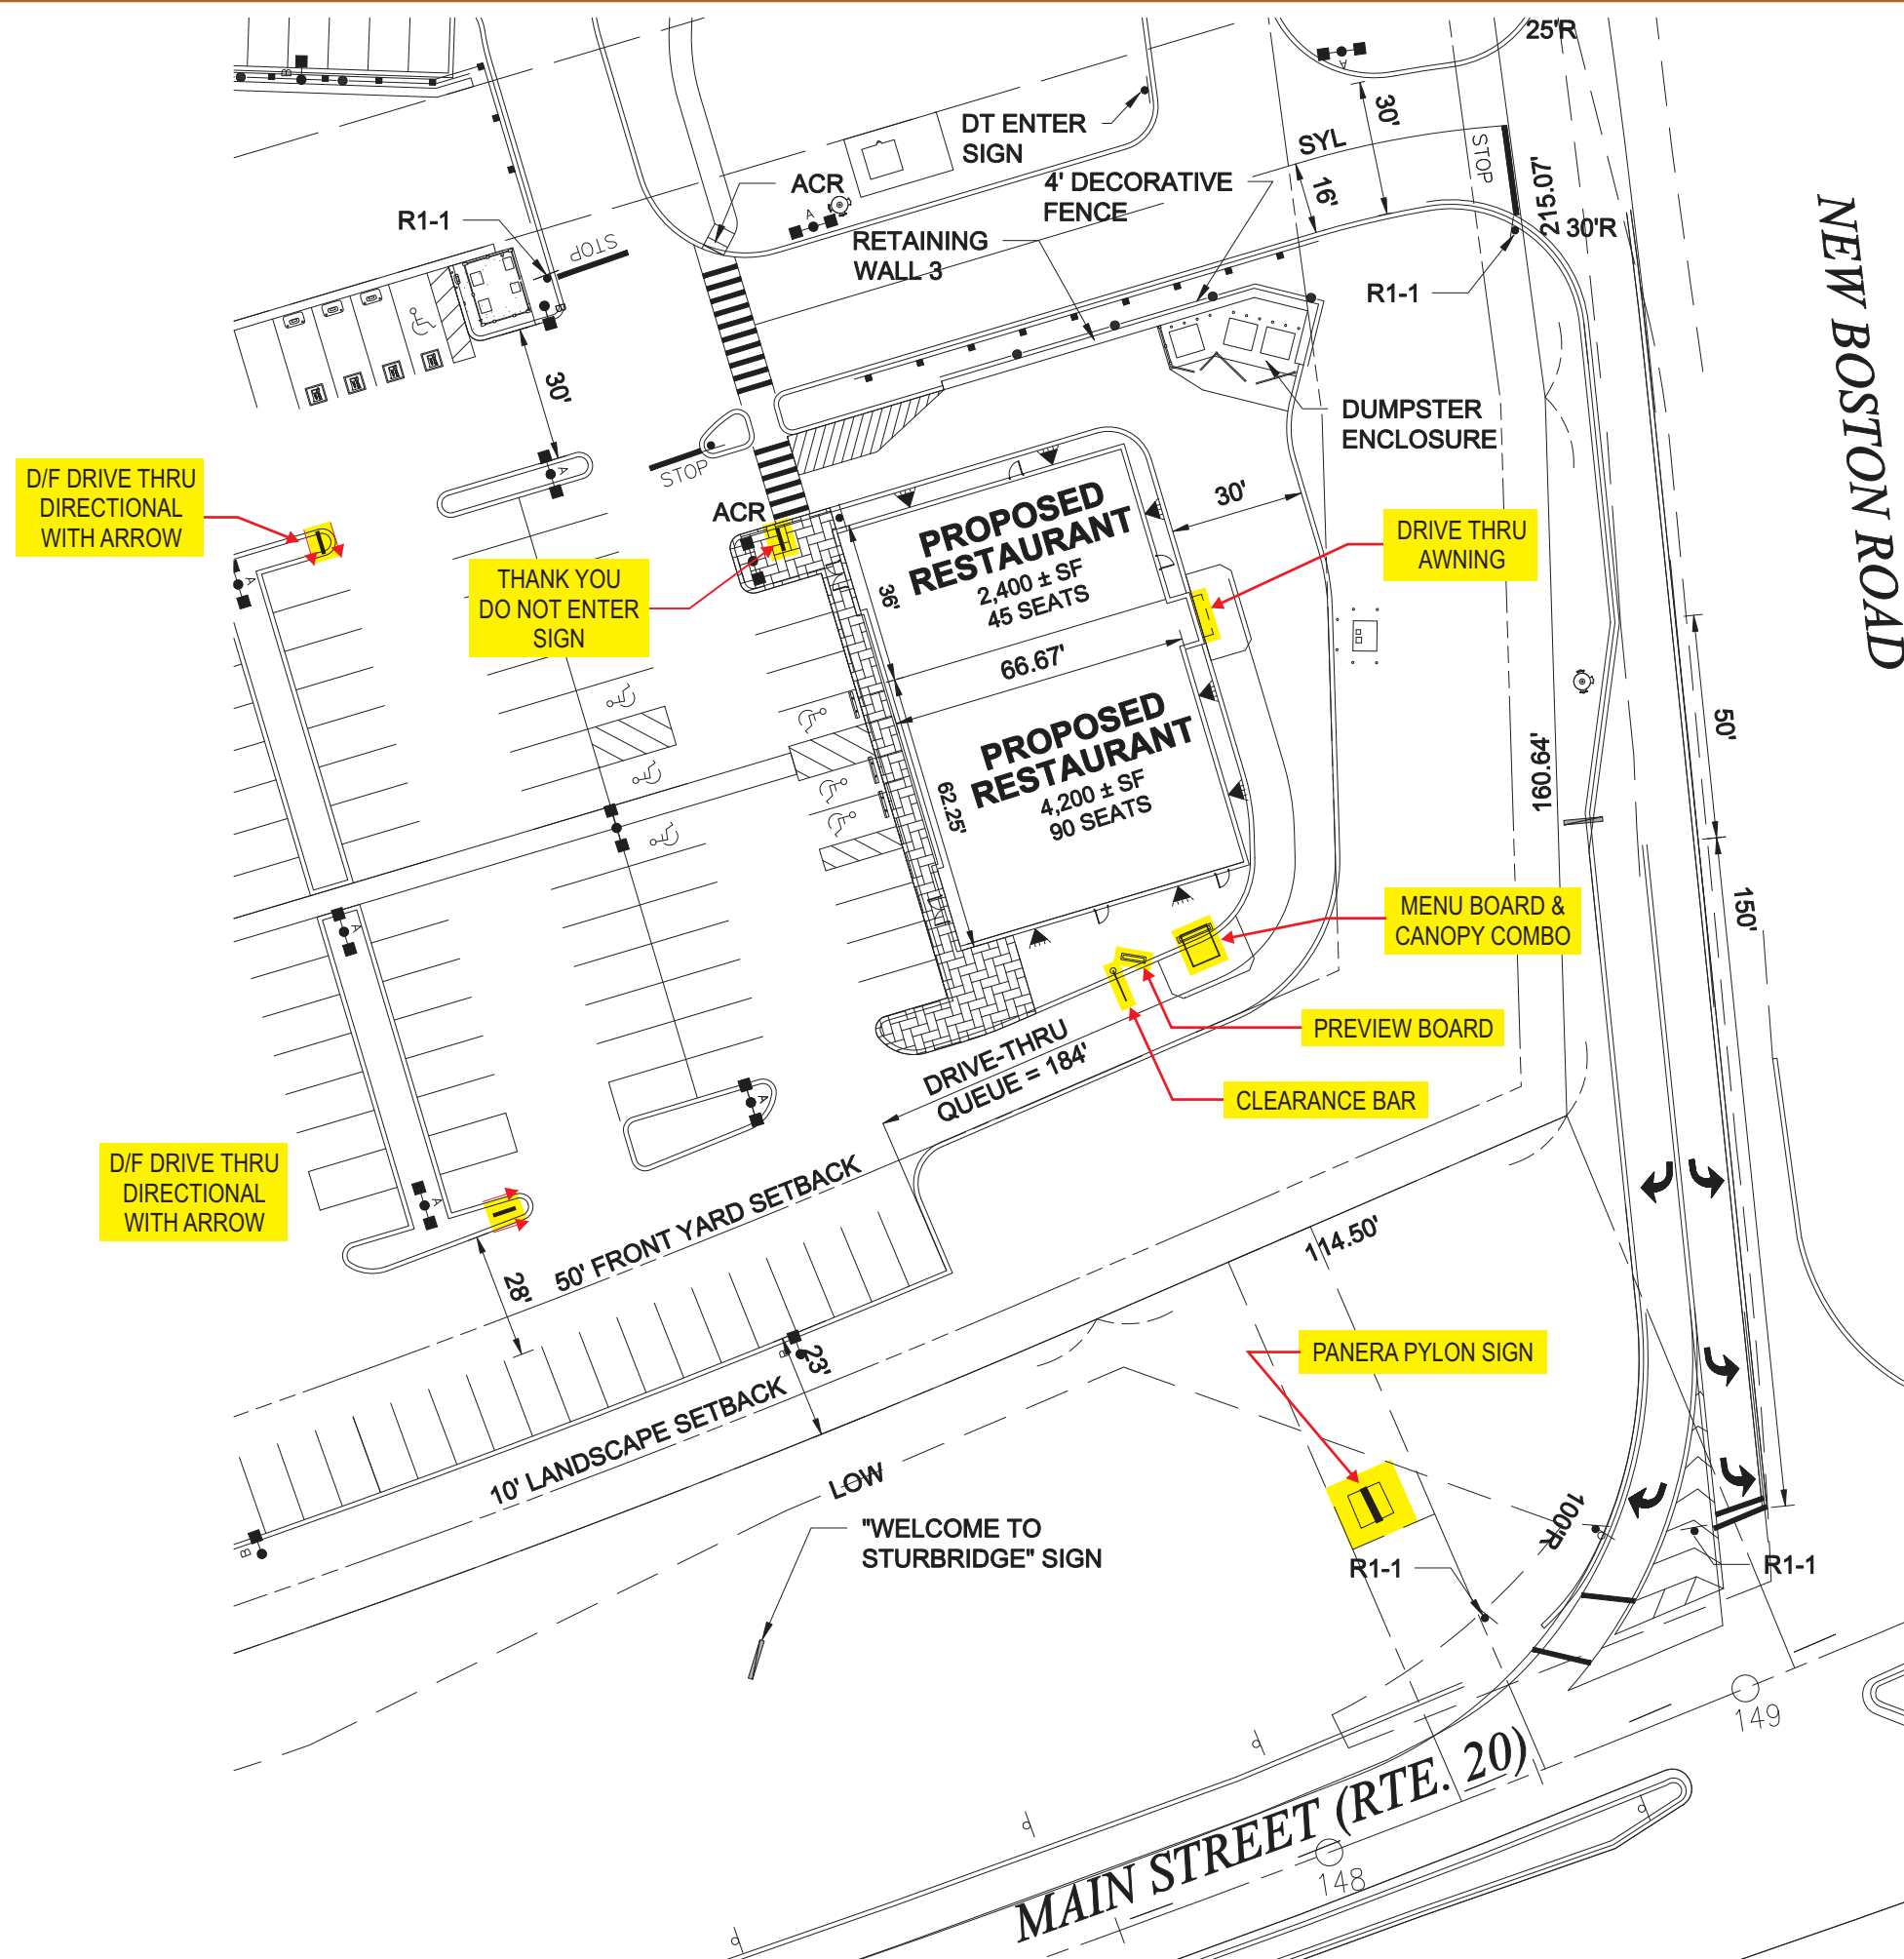 25'R
30'
DT ENTER
SIGN
SYL
STOP
A
B
ACR
4' DECORATIVE
FENCE
16'
215.07'
30'R
R1-1
STOP
A
RETAINING
WALL 3
R1-1
NEW BOSTON ROAD
30'
DUMPSTER
ENCLOSURE
D/F DRIVE THRU
DIRECTIONAL
WITH ARROW
A
STOP
ACR
PROPOSED
RESTAURANT
2,400 ± SF
45 SEATS
30'
DRIVE THRU
AWNING
THANK YOU
DO NOT ENTER
SIGN
A
36'
66.67'
PROPOSED
RESTAURANT
4,200 ± SF
90 SEATS
62.25'
160.64'
50'
150'
MENU BOARD &
CANOPY COMBO
A
PREVIEW BOARD
DRIVE-THRU
QUEUE = 184'
CLEARANCE BAR
A
D/F DRIVE THRU
DIRECTIONAL
WITH ARROW
A
50' FRONT YARD SETBACK
28'
114.50'
23'
B
PANERA PYLON SIGN
10' LANDSCAPE SETBACK
LOW
"WELCOME TO
STURBRIDGE" SIGN
B
100'R
R1-1
R1-1
149
MAIN STREET (RTE. 20)
148